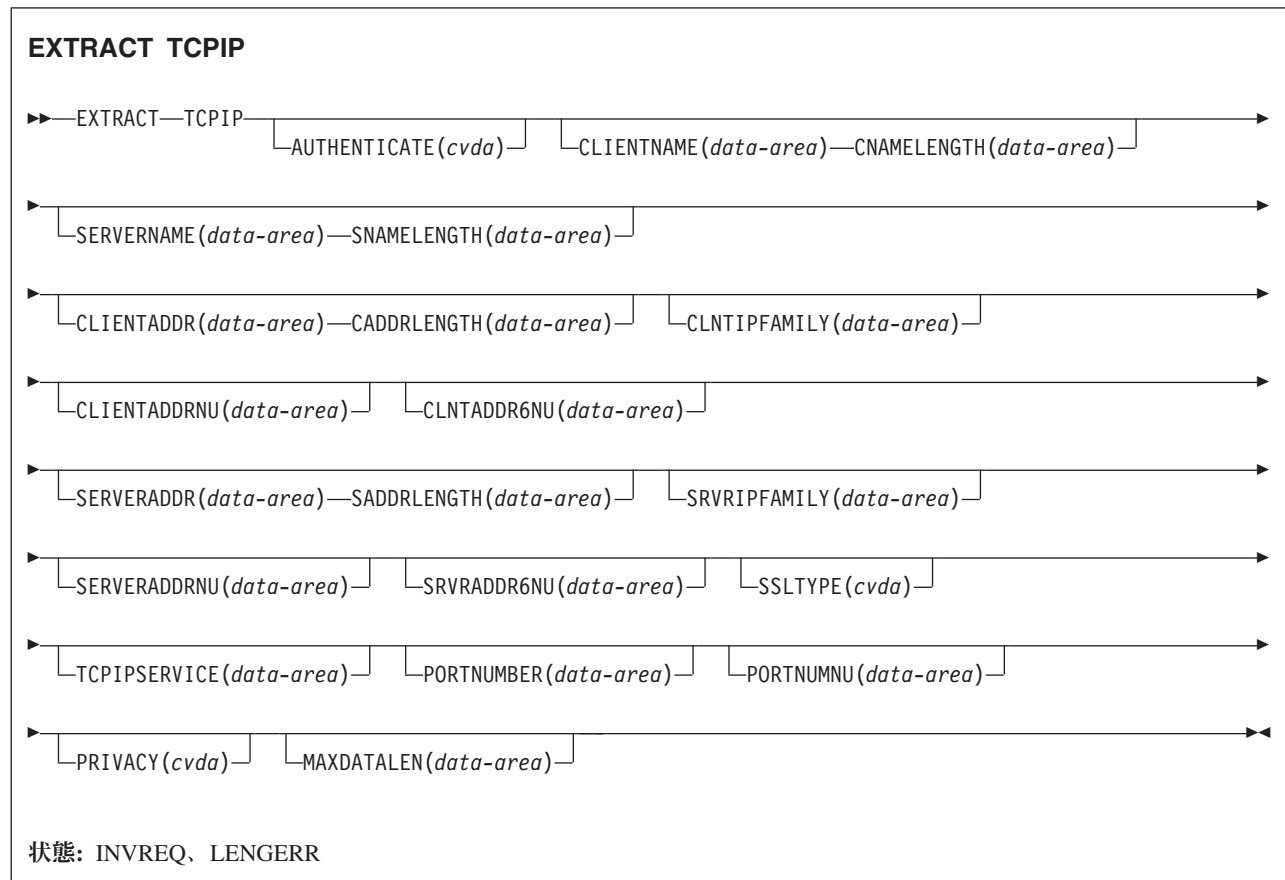 EXTRACT TCPIP
EXTRACT TCPIP
AUTHENTICATE(cvda) CLIENTNAME(data-area) CNAMELENGTH(data-area)
SERVERNAME(data-area) SNAMELENGTH(data-area)
CLIENTADDR(data-area) CADDRLENGTH(data-area) CLNTIPFAMILY(data-area)
CLIENTADDRNU(data-area) CLNTADDR6NU(data-area)
SERVERADDR(data-area) SADDRLENGTH(data-area) SRVRIPFAMILY(data-area)
SERVERADDRNU(data-area) SRVRADDR6NU(data-area) SSLTYPE(cvda)
TCPIPSERVICE(data-area) PORTNUMBER(data-area) PORTNUMNU(data-area)
PRIVACY(cvda) MAXDATALEN(data-area)
状態: INVREQ、LENGERR